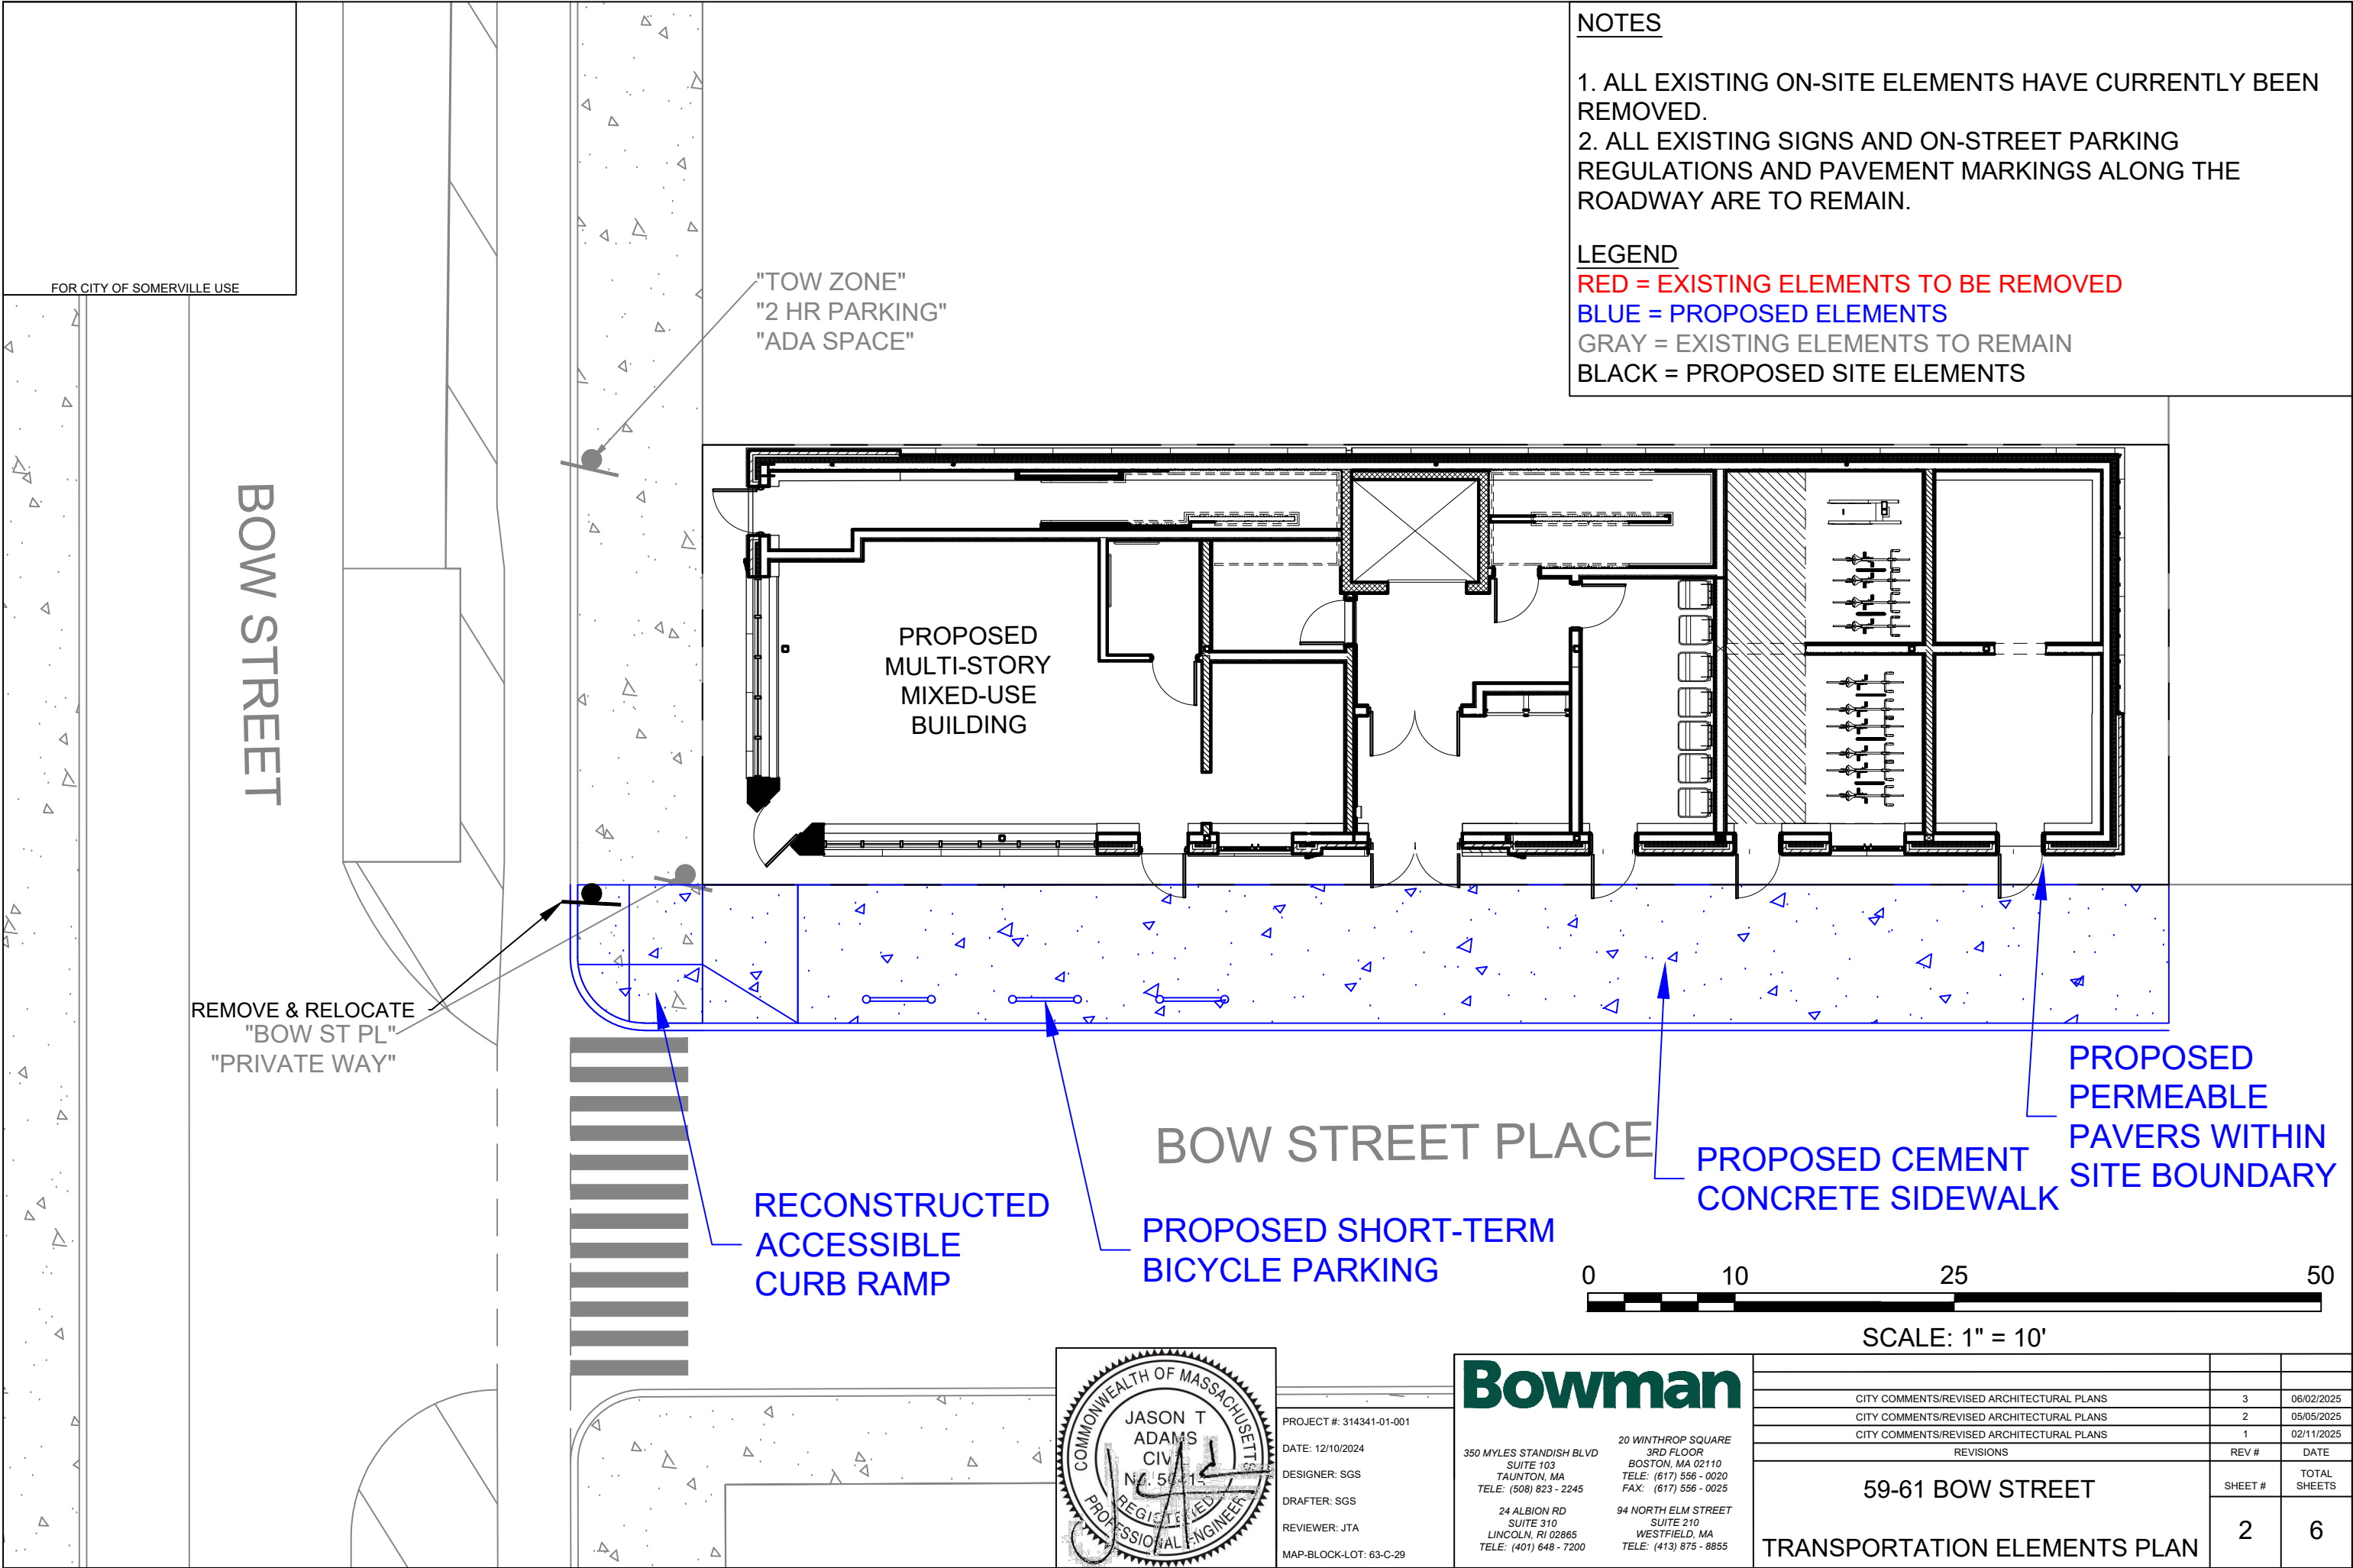 FOR CITY OF SOMERVILLE USE
NOTES
1. ALL EXISTING ON-SITE ELEMENTS HAVE CURRENTLY BEEN
REMOVED.
2. ALL EXISTING SIGNS AND ON-STREET PARKING
REGULATIONS AND PAVEMENT MARKINGS ALONG THE
ROADWAY ARE TO REMAIN.
LEGEND
RED = EXISTING ELEMENTS TO BE REMOVED
BLUE = PROPOSED ELEMENTS
GRAY = EXISTING ELEMENTS TO REMAIN
BLACK = PROPOSED SITE ELEMENTS
"TOW ZONE"
"2 HR PARKING"
"ADA SPACE"
BOW STREET
PROPOSED
MULTI-STORY
MIXED-USE
BUILDING
REMOVE & RELOCATE
"BOW ST PL"
"PRIVATE WAY"
BOW STREET PLACE
RECONSTRUCTED
ACCESSIBLE
CURB RAMP
PROPOSED SHORT-TERM
BICYCLE PARKING
PROPOSED CEMENT
CONCRETE SIDEWALK
PROPOSED
PERMEABLE
PAVERS WITHIN
SITE BOUNDARY
0 10 25 50
SCALE: 1" = 10'
COMMONWEALTH OF MASSACHUSETTS
JASON T
ADAMS
REGISTERED
PROFESSIONAL ENGINEER
PROJECT #: 314341-01-001
DATE: 12/10/2024
DESIGNER: SGS
DRAFTER: SGS
REVIEWER: JTA
MAP-BLOCK-LOT: 63-C-29
Bowman
350 MYLES STANDISH BLVD
SUITE 103
TAUNTON, MA
TELE: (508) 823 - 2245
20 WINTHROP SQUARE
3RD FLOOR
BOSTON, MA 02110
TELE: (617) 556 - 0020
FAX: (617) 556 - 0025
24 ALBION RD
SUITE 310
LINCOLN, RI 02865
TELE: (401) 648 - 7200
94 NORTH ELM STREET
SUITE 210
WESTFIELD, MA
TELE: (413) 875 - 8855
CITY COMMENTS/REVISED ARCHITECTURAL PLANS 3 06/02/2025
CITY COMMENTS/REVISED ARCHITECTURAL PLANS 2 05/05/2025
CITY COMMENTS/REVISED ARCHITECTURAL PLANS 1 02/11/2025
REVISIONS REV # DATE
59-61 BOW STREET
TRANSPORTATION ELEMENTS PLAN
SHEET #
2
TOTAL
SHEETS
6